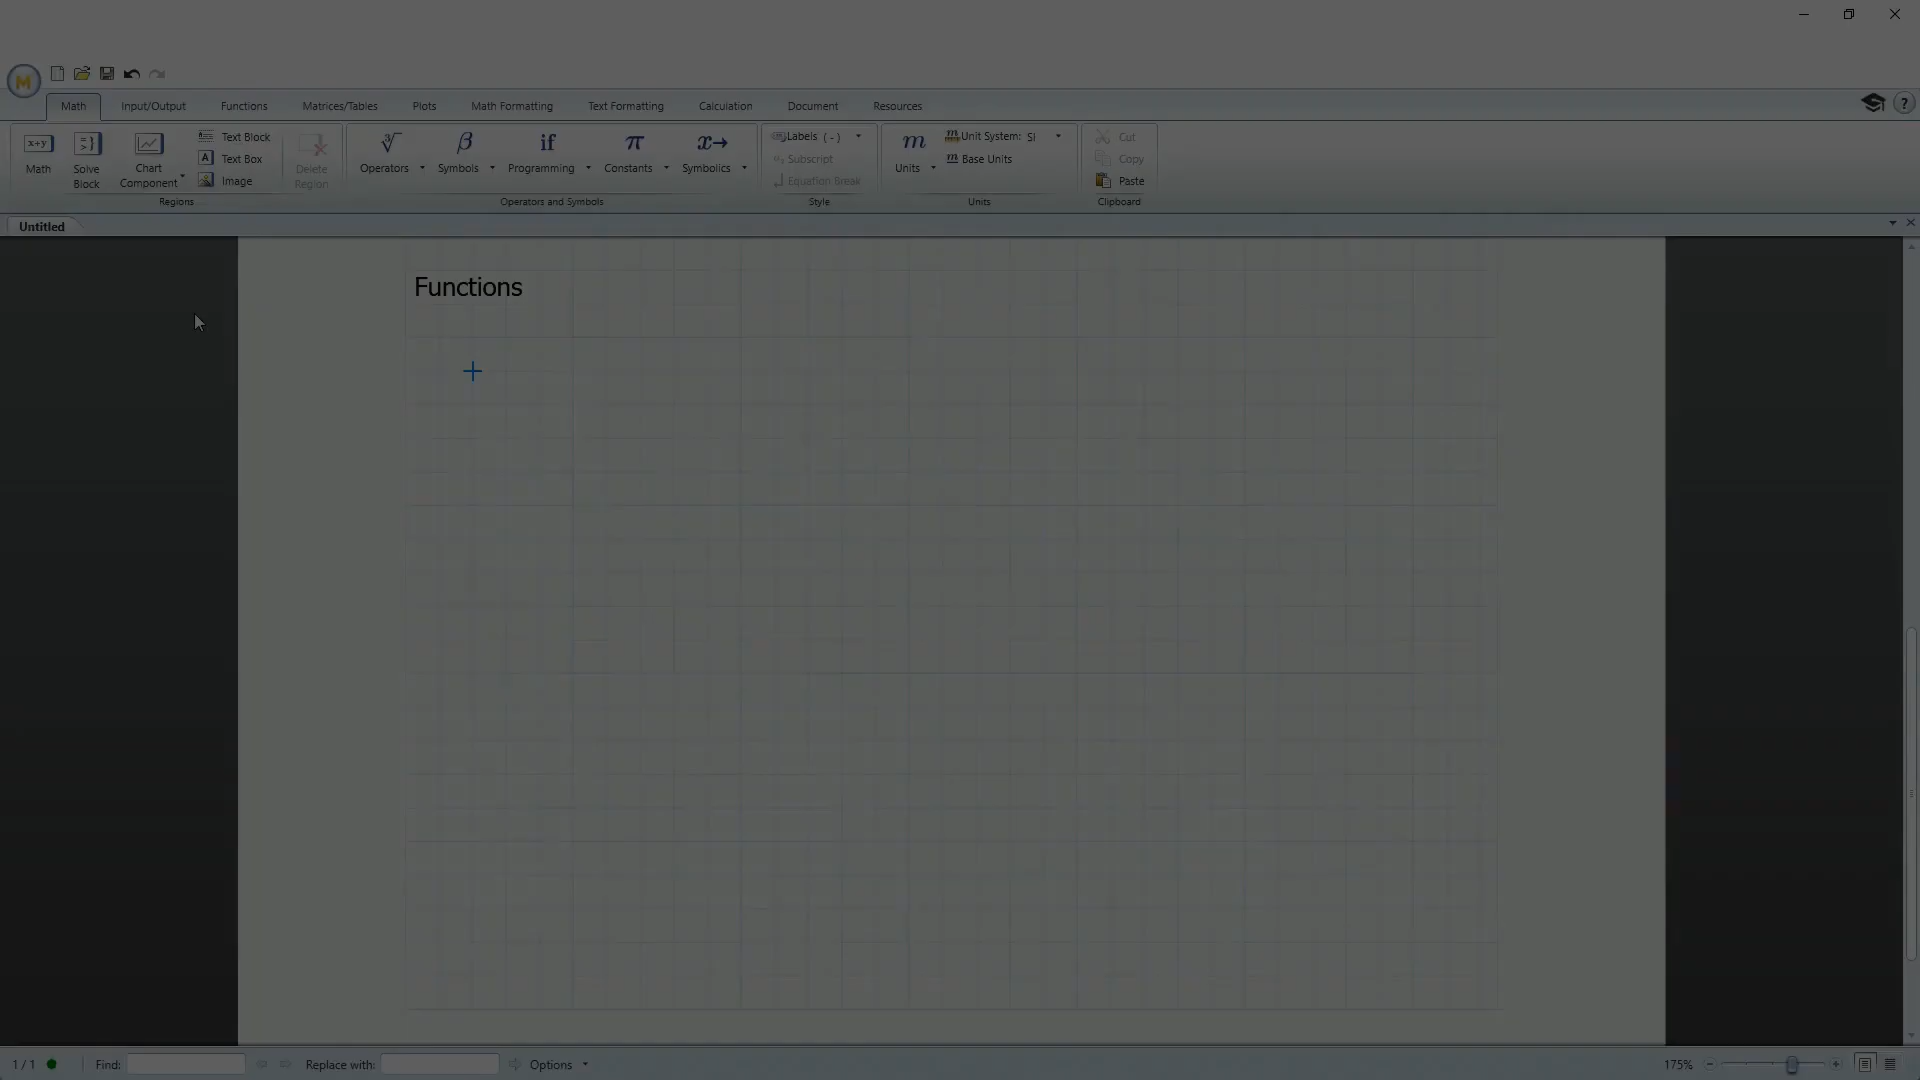 M
Math Input/Output Functions Matrices/Tables Plots Math Formatting Text Formatting Calculation Document Resources ?
Math
Solve
Block
Chart
Component
Text Block
Text Box
Image
Delete
Region
Regions
Operators
Symbols
if
Programming
π
Constants
Symbolics
β
x→
Operators and Symbols
Labels ( - )
Subscript
Equation Break
Style
m
Units
Unit System: SI
Base Units
Units
Cut
Copy
Paste
Clipboard
Untitled
Functions
1 / 1 Find: Replace with: Options 175%